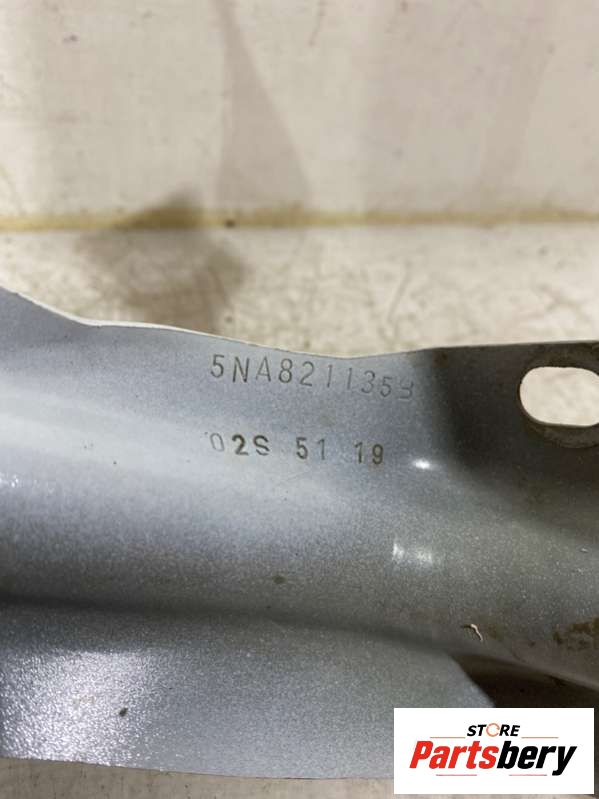 5NA821135B
02S 51 19
STORE
Partsbery